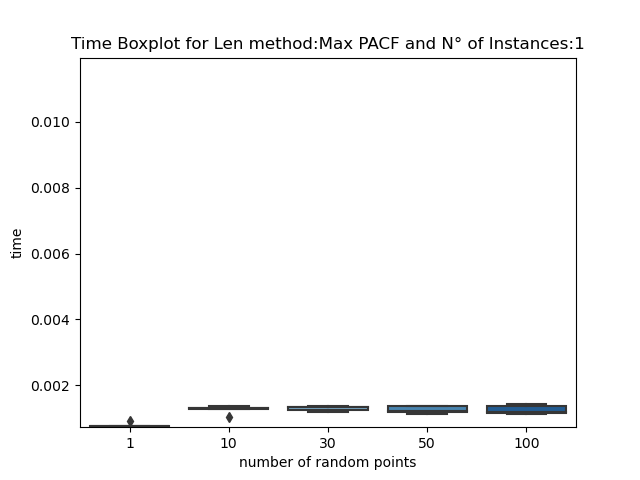 Time Boxplot for Len method:Max PACF and N° of Instances:1
0.010
0.008
0.006
0.004
0.002
time
1 10 30 50 100
number of random points